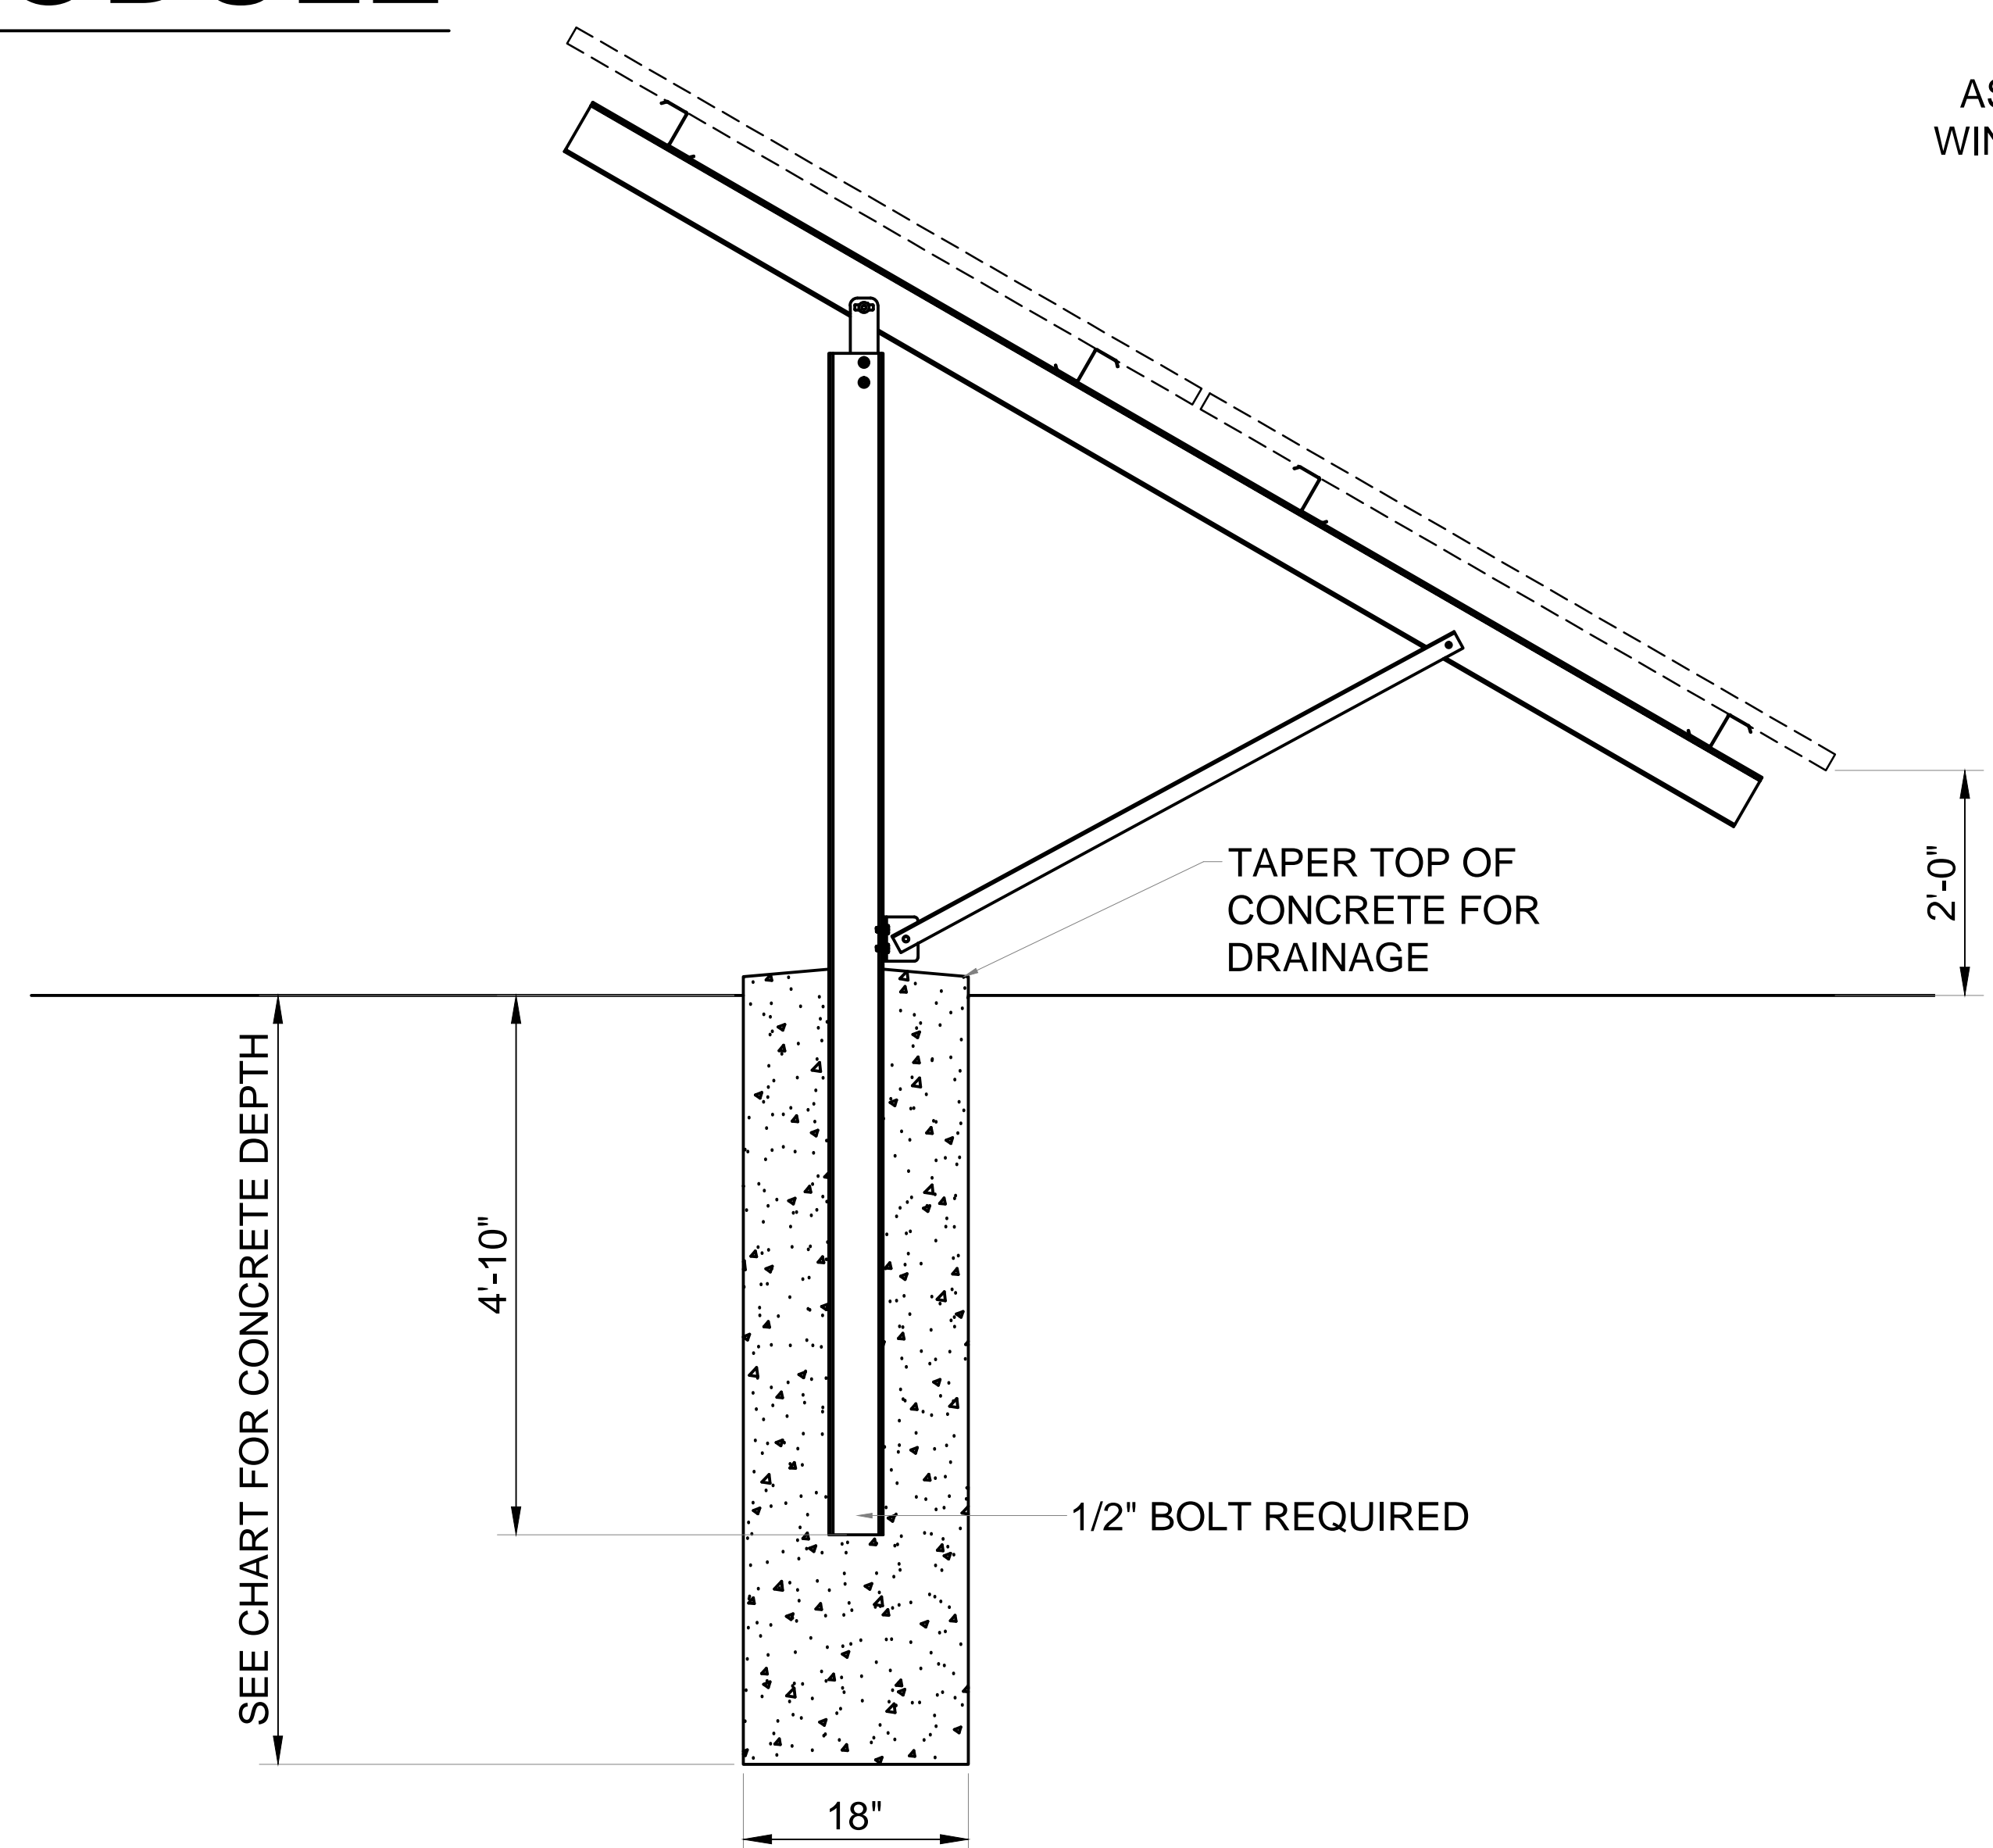 TAPER TOP OF
CONCRETE FOR
DRAINAGE
2'-0"
SEE CHART FOR CONCRETE DEPTH
4'-10"
1/2" BOLT REQUIRED
18"